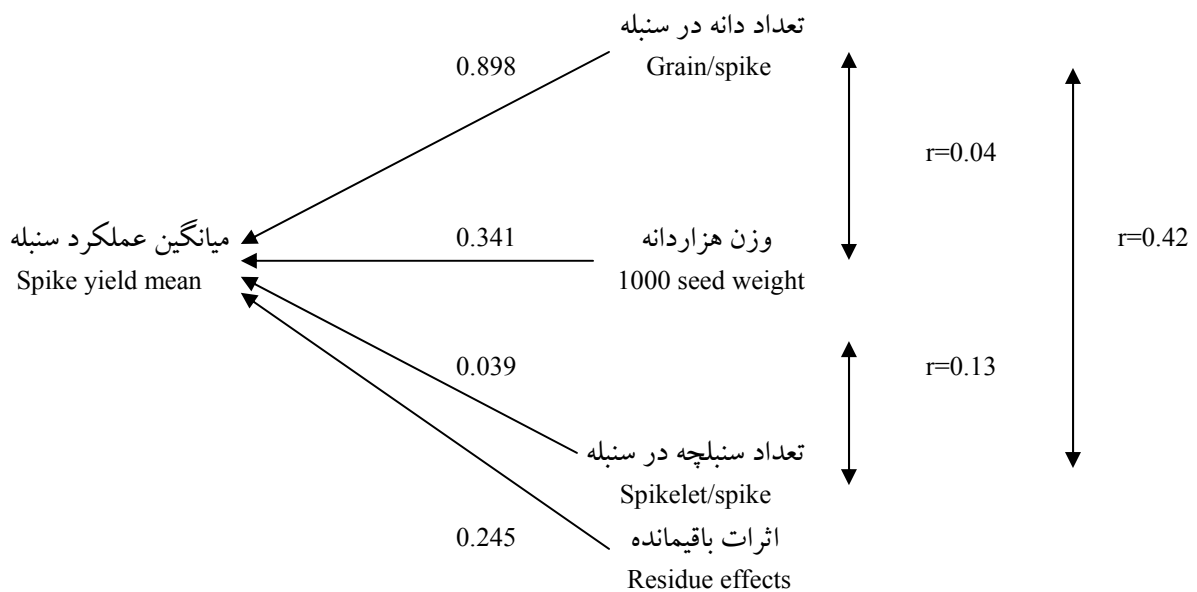 تعداد دانه در سنبله
Grain/spike
0.898
r=0.04
میانگین عملکرد سنبله
Spike yield mean
0.341
وزن هزاردانه
1000 seed weight
r=0.42
0.039
r=0.13
تعداد سنبلچه در سنبله
Spikelet/spike
0.245
اثرات باقیمانده
Residue effects